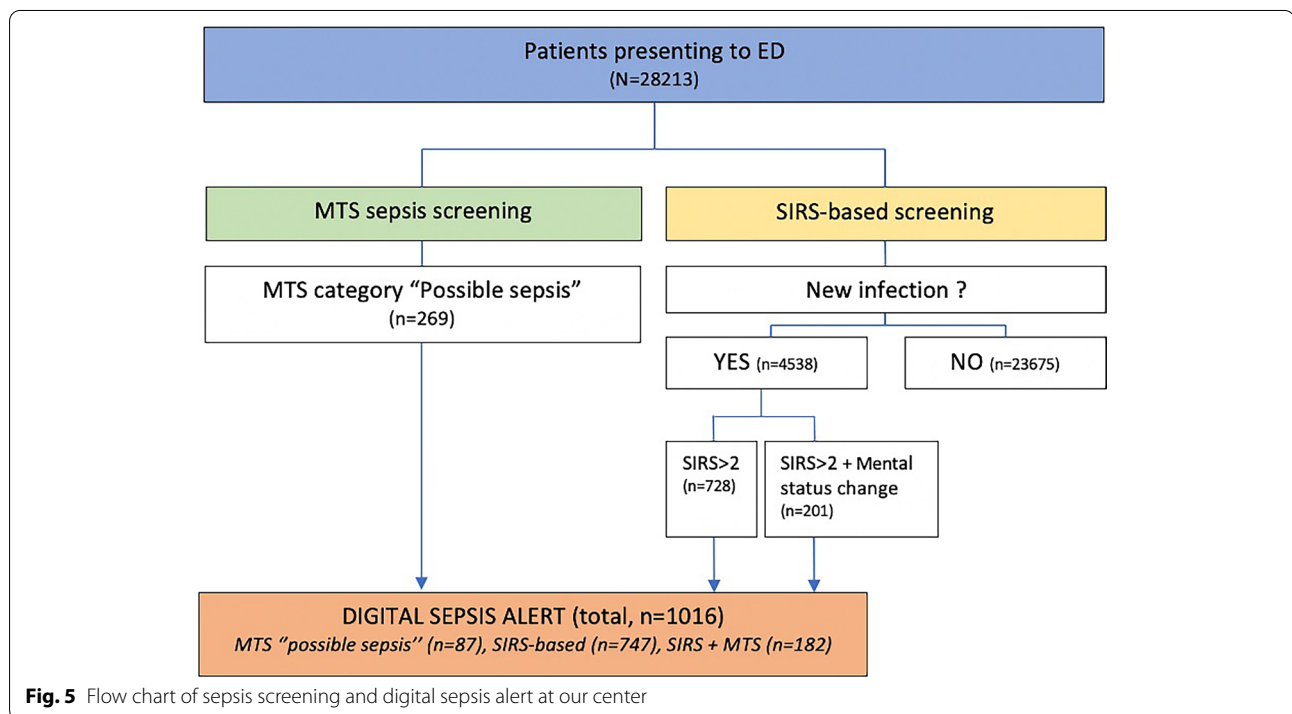 Patients presenting to ED
(N=28213)
MTS sepsis screening
SIRS-based screening
MTS category “Possible sepsis”
(n=269)
New infection ?
YES (n=4538)
NO (n=23675)
SIRS>2
(n=728)
SIRS>2 + Mental
status change
(n=201)
DIGITAL SEPSIS ALERT (total, n=1016)
MTS “possible sepsis’’ (n=87), SIRS-based (n=747), SIRS + MTS (n=182)
Fig. 5 Flow chart of sepsis screening and digital sepsis alert at our center